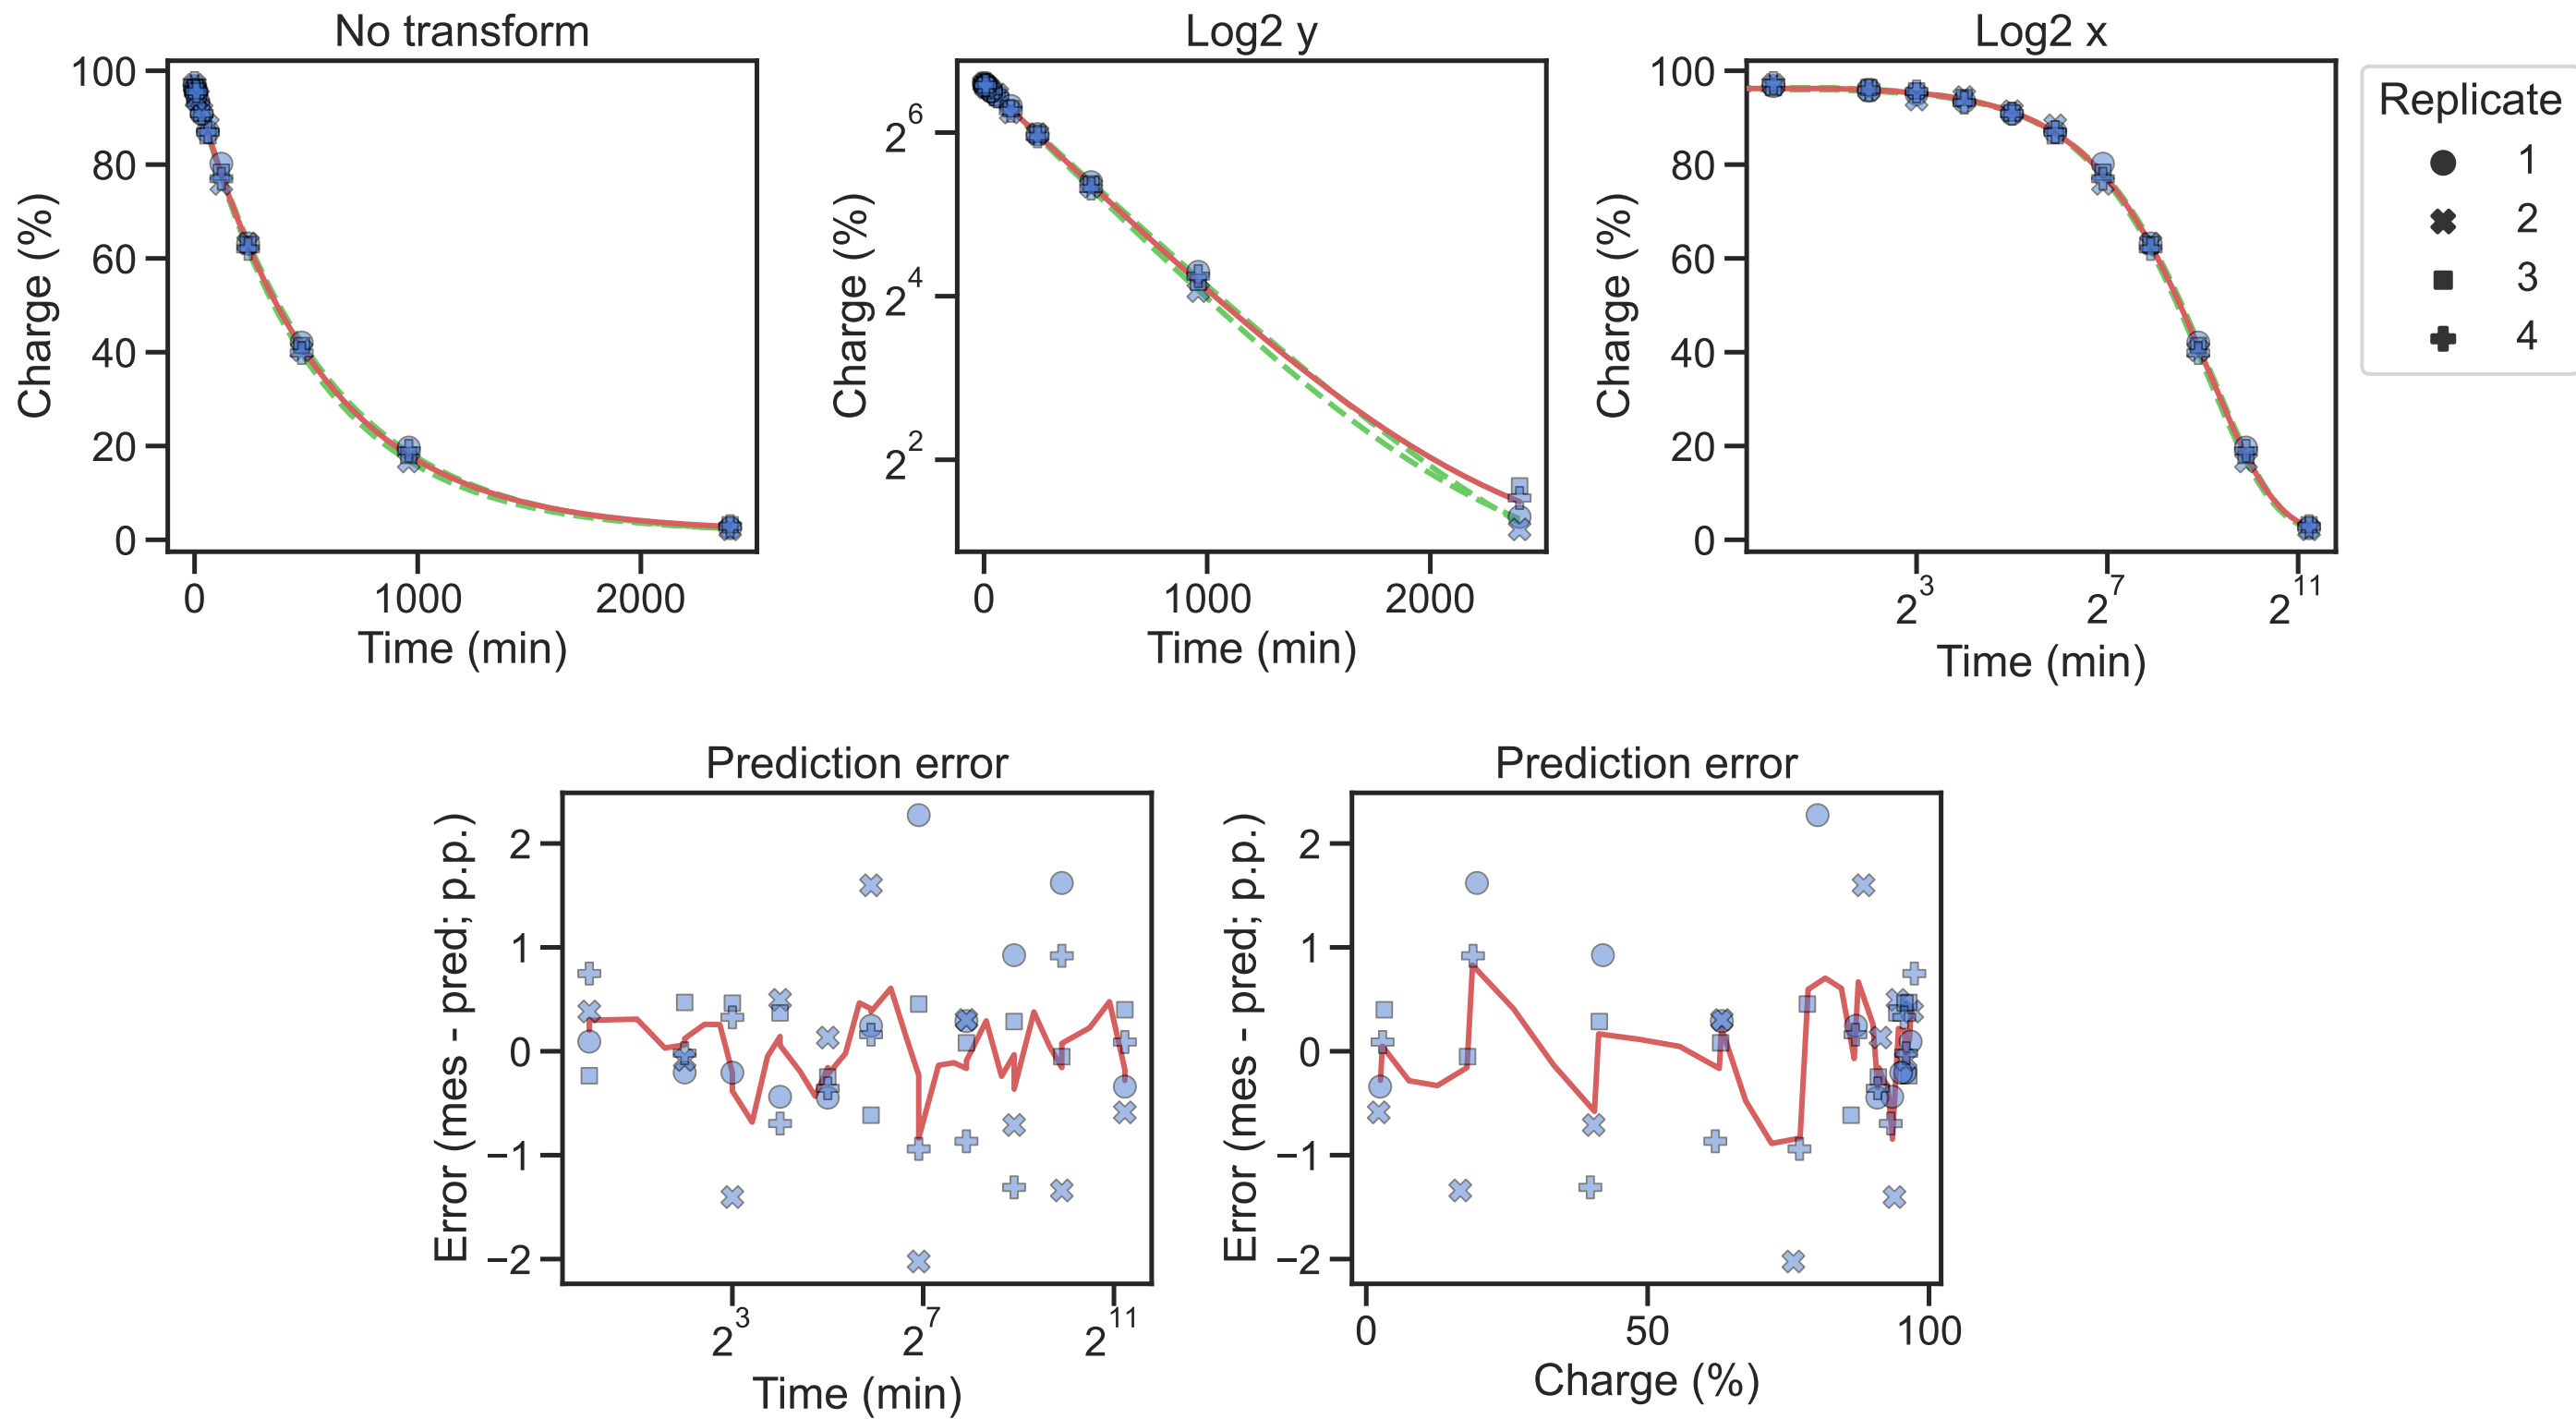 No transform
100
80
60
40
20
0
Charge (%)
0 1000 2000
Time (min)
Log2 y
2^6
2^4
2^2
Charge (%)
0 1000 2000
Time (min)
Log2 x
100
80
60
40
20
0
Charge (%)
2^3 2^7 2^11
Time (min)
Replicate
1
2
3
4
Prediction error
2
1
0
−1
−2
Error (mes - pred; p.p.)
2^3 2^7 2^11
Time (min)
Prediction error
2
1
0
−1
−2
Error (mes - pred; p.p.)
0 50 100
Charge (%)